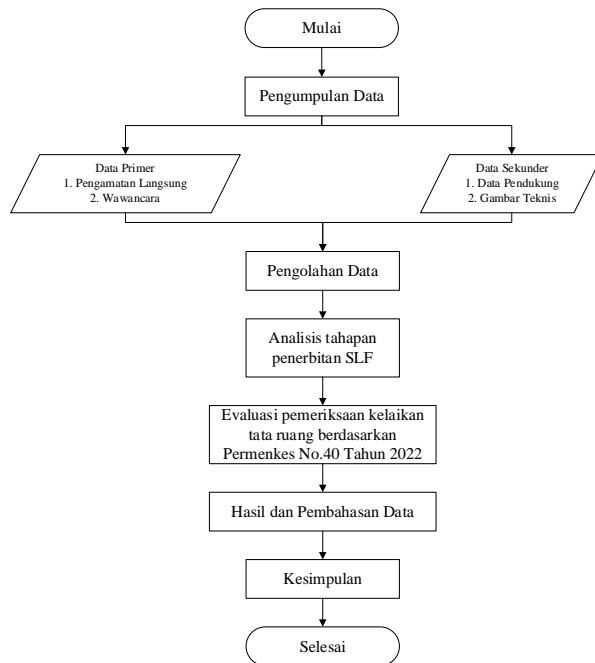 Mulai
Pengumpulan Data
Data Primer
1. Pengamatan Langsung
2. Wawancara
Data Sekunder
1. Data Pendukung
2. Gambar Teknis
Pengolahan Data
Analisis tahapan
penerbitan SLF
Evaluasi pemeriksaan kelaikan
tata ruang berdasarkan
Permenkes No.40 Tahun 2022
Hasil dan Pembahasan Data
Kesimpulan
Selesai